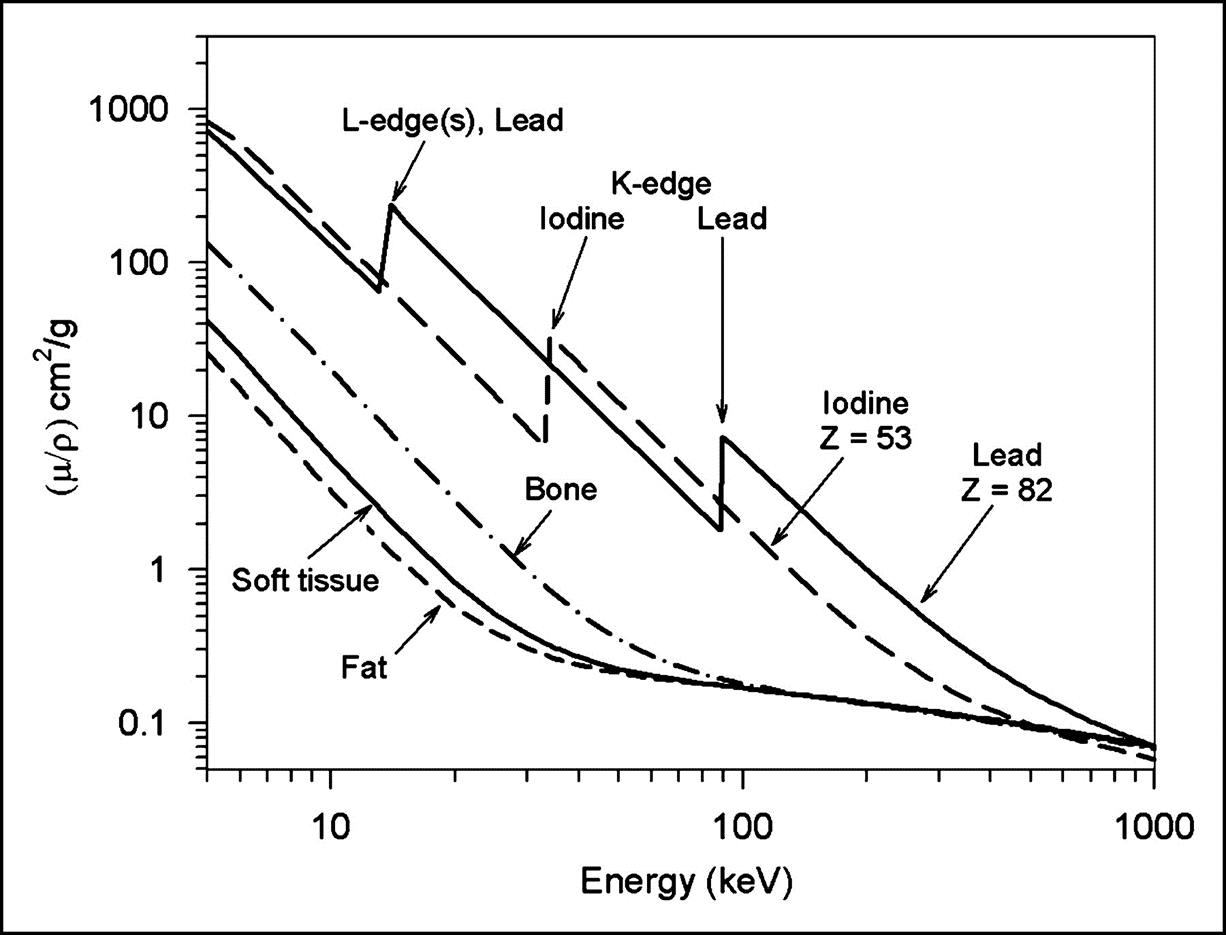 1000
100
10
1
0.1
(μ/ρ) cm²/g
L-edge(s), Lead
K-edge
Iodine
Lead
Iodine
Z = 53
Lead
Z = 82
Bone
Soft tissue
Fat
10
100
1000
Energy (keV)